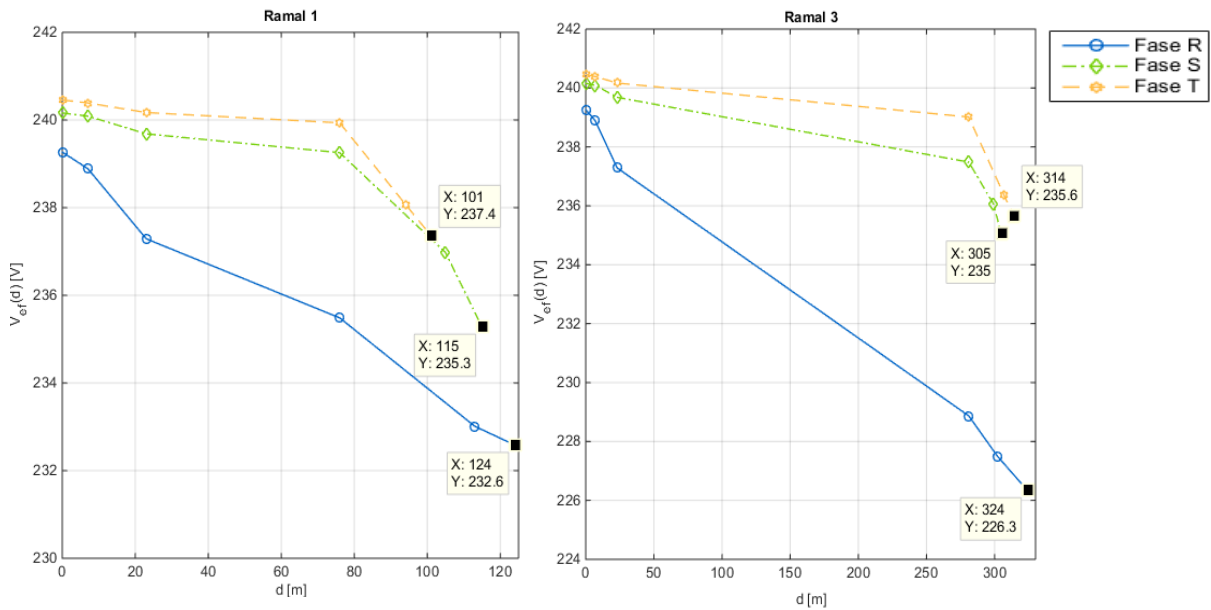 Ramal 1
242
240
238
236
234
232
230
0
20
40
60
80
100
120
V_ef(d) [V]
d [m]
X: 101
Y: 237.4
X: 115
Y: 235.3
X: 124
Y: 232.6
Ramal 3
242
240
238
236
234
232
230
228
226
224
0
50
100
150
200
250
300
V_ef(d) [V]
d [m]
X: 314
Y: 235.6
X: 305
Y: 235
X: 324
Y: 226.3
Fase R
Fase S
Fase T